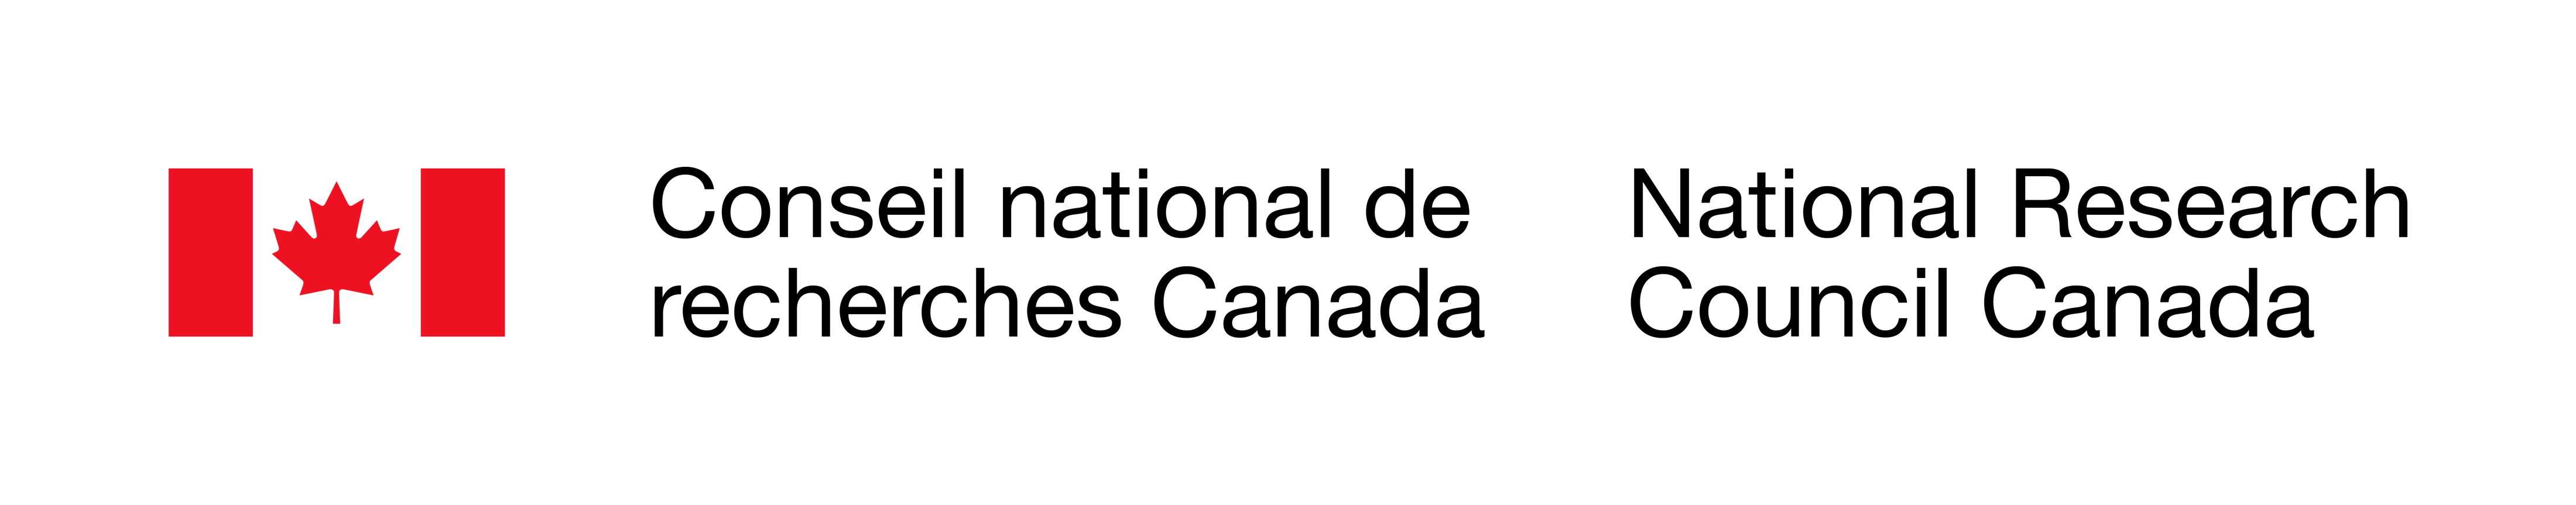 Conseil national de
recherches Canada
National Research
Council Canada